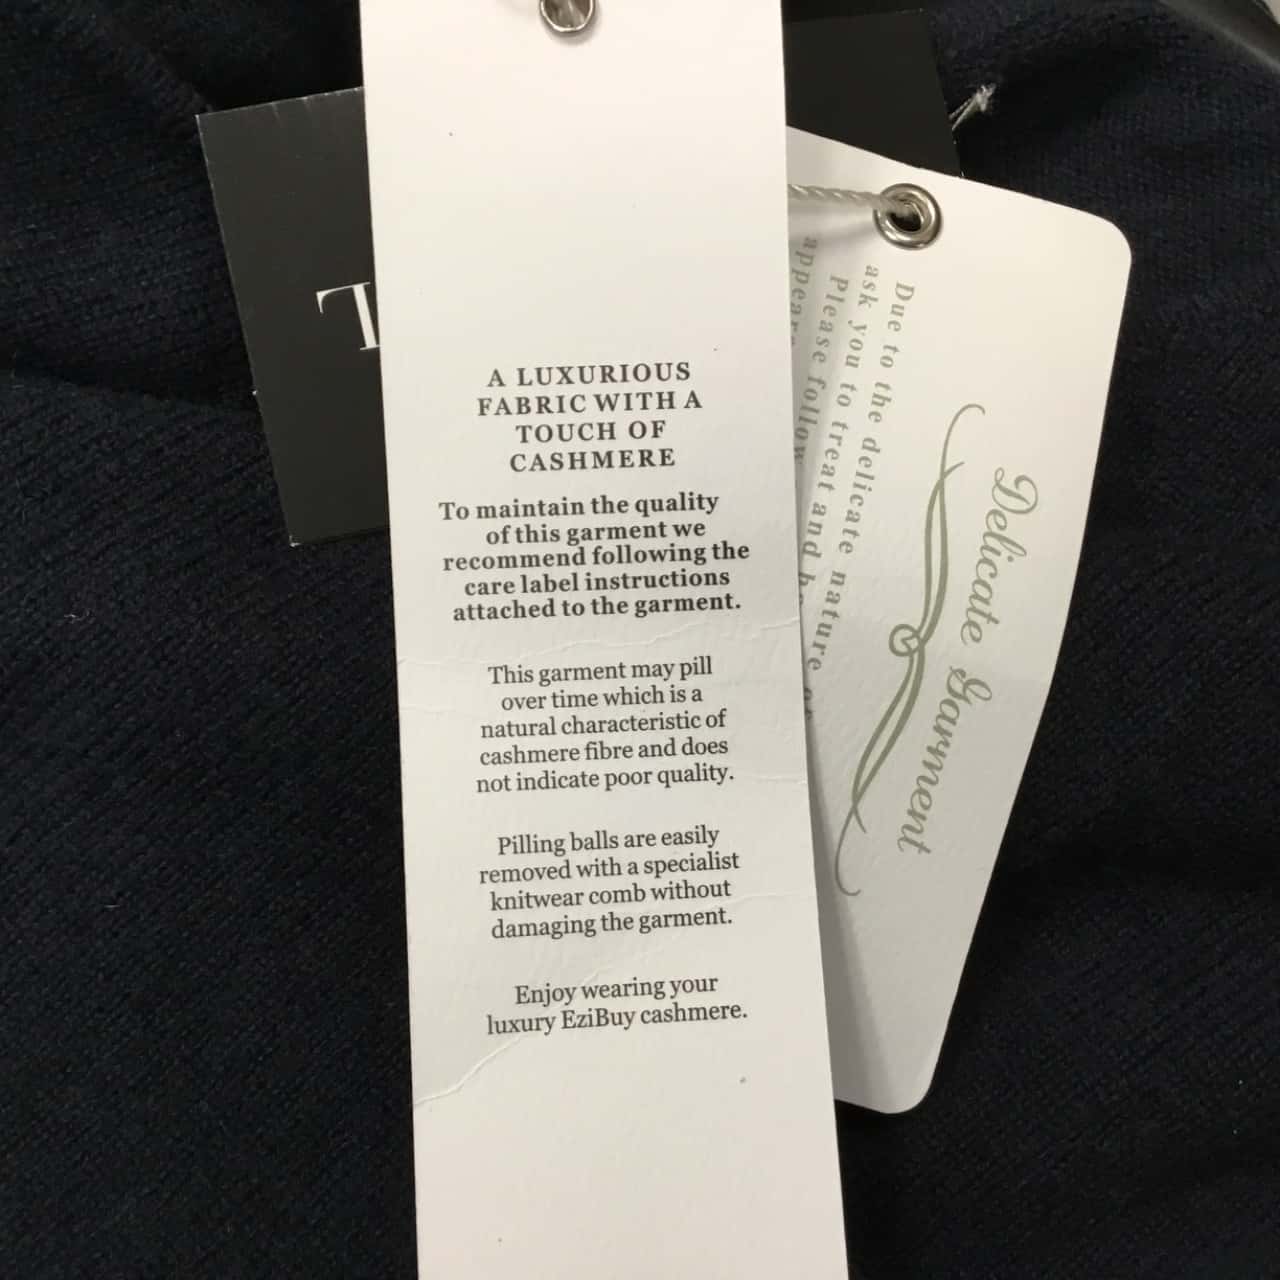 A LUXURIOUS
FABRIC WITH A
TOUCH OF
CASHMERE
To maintain the quality
of this garment we
recommend following the
care label instructions
attached to the garment.
This garment may pill
over time which is a
natural characteristic of
cashmere fibre and does
not indicate poor quality.
Pilling balls are easily
removed with a specialist
knitwear comb without
damaging the garment.
Enjoy wearing your
luxury EziBuy cashmere.
Delicate Garment
Due to the delicate nature
ask you to treat and
Please follow
appear
T